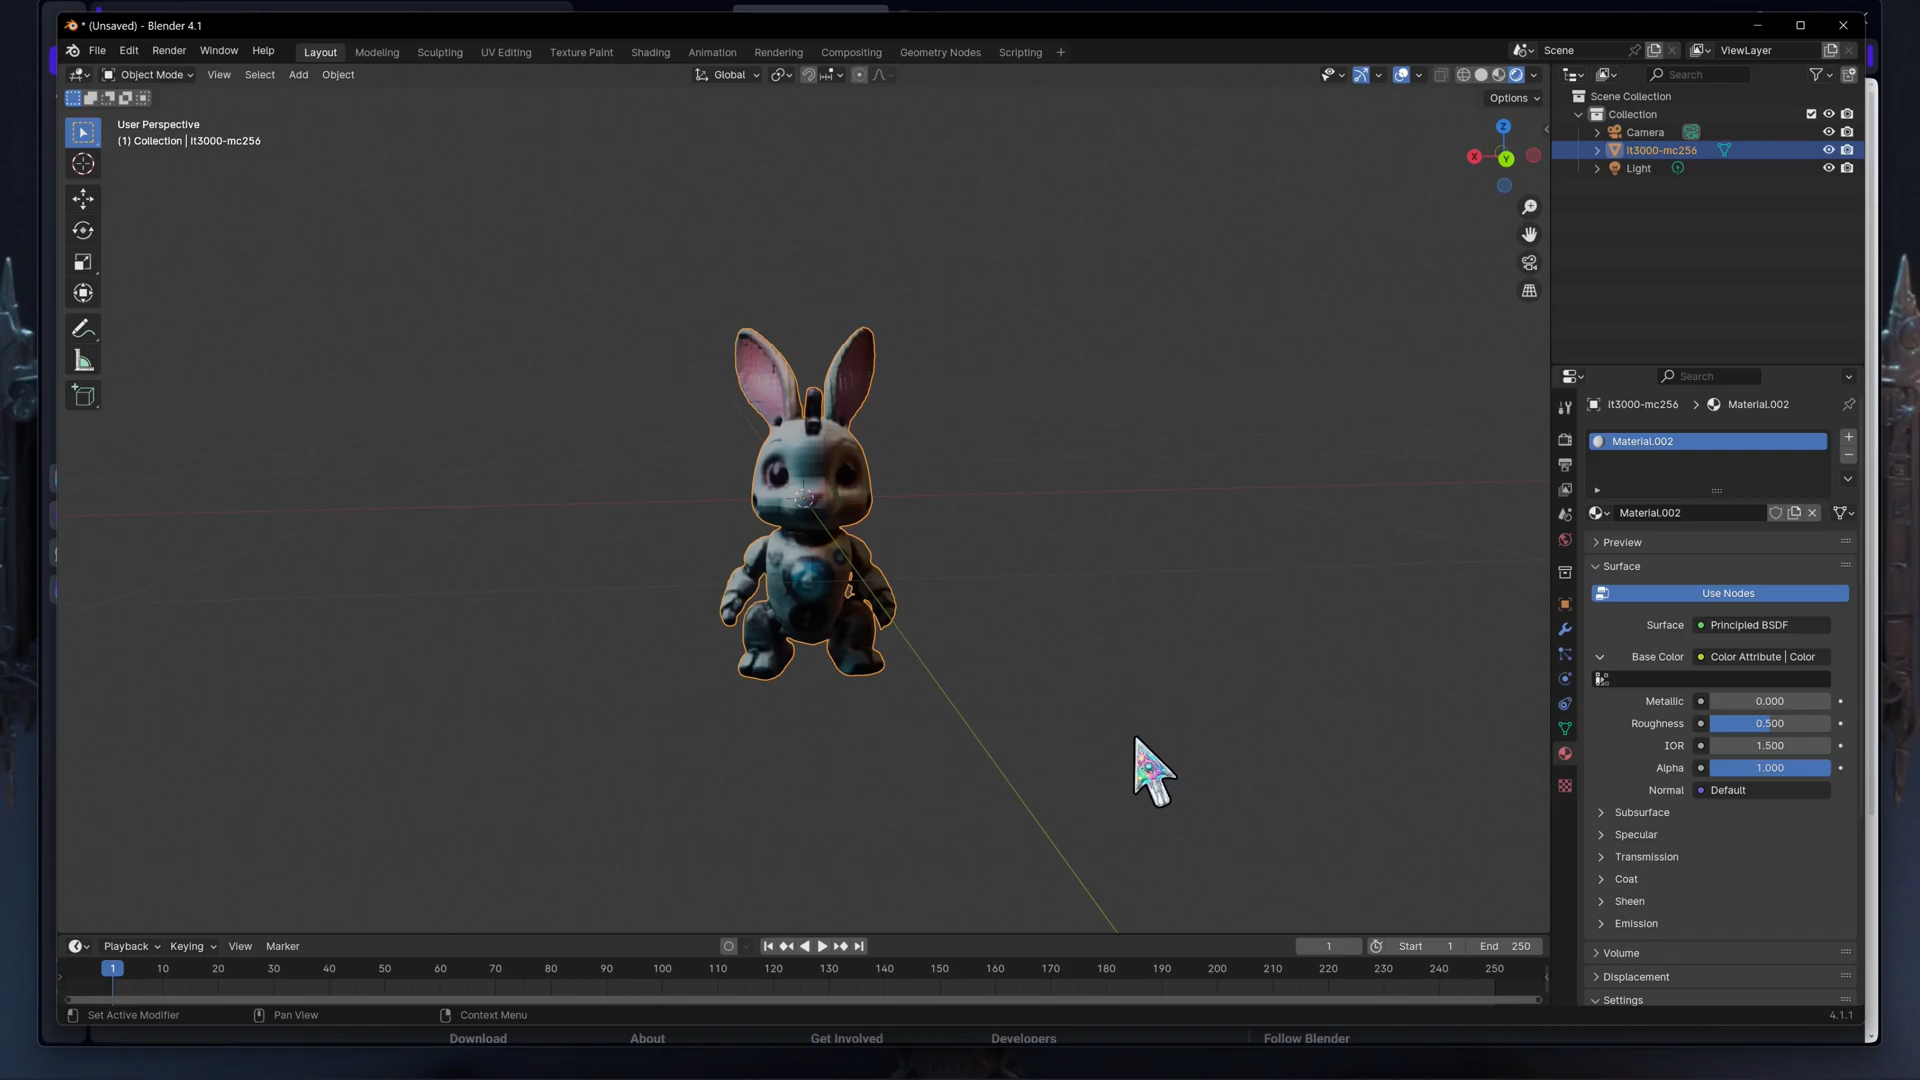 * (Unsaved) - Blender 4.1
File Edit Render Window Help
Layout Modeling Sculpting UV Editing Texture Paint Shading Animation Rendering Compositing Geometry Nodes Scripting +
Scene
ViewLayer
Object Mode View Select Add Object
Global
Search
Options
User Perspective
(1) Collection | it3000-mc256
X
Y
Z
Scene Collection
Collection
Camera
it3000-mc256
Light
Search
it3000-mc256 > Material.002
Material.002
Material.002
Preview
Surface
Use Nodes
Surface Principled BSDF
Base Color Color Attribute | Color
Metallic 0.000
Roughness 0.500
IOR 1.500
Alpha 1.000
Normal Default
Subsurface
Specular
Transmission
Coat
Sheen
Emission
Volume
Displacement
Settings
Playback Keying View Marker
1 Start 1 End 250
1 10 20 30 40 50 60 70 80 90 100 110 120 130 140 150 160 170 180 190 200 210 220 230 240 250
Set Active Modifier Pan View Context Menu
4.1.1
Download About Get Involved Developers Follow Blender